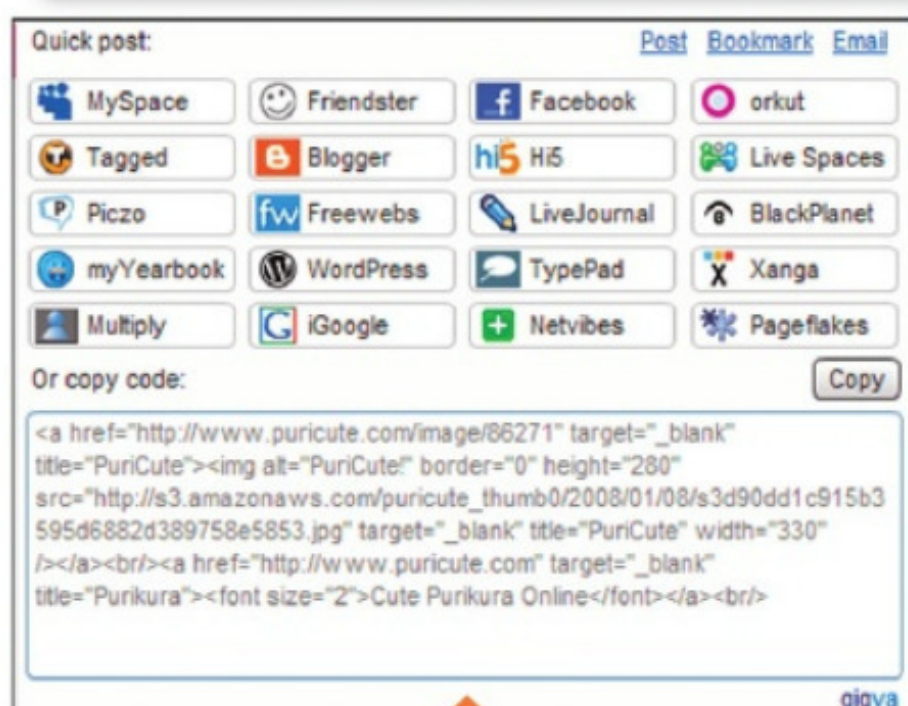 Quick post: Post Bookmark Email
MySpace Friendster Facebook orkut
Tagged Blogger hi5 Hi5 Live Spaces
P Piczo fw Freewebs LiveJournal BlackPlanet
myYearbook WordPress TypePad Xanga
Multiply G iGoogle Netvibes Pageflakes
Or copy code: Copy
<a href="http://www.puricute.com/image/86271" target="_blank"
title="PuriCute"><img alt="PuriCute!" border="0" height="280"
src="http://s3.amazonaws.com/puricute_thumb0/2008/01/08/s3d90dd1c915b3
595d6882d389758e5853.jpg" target="_blank" title="PuriCute" width="330"
/></a><br/><a href="http://www.puricute.com" target="_blank"
title="Purikura"><font size="2">Cute Purikura Online</font></a><br/>
gigya